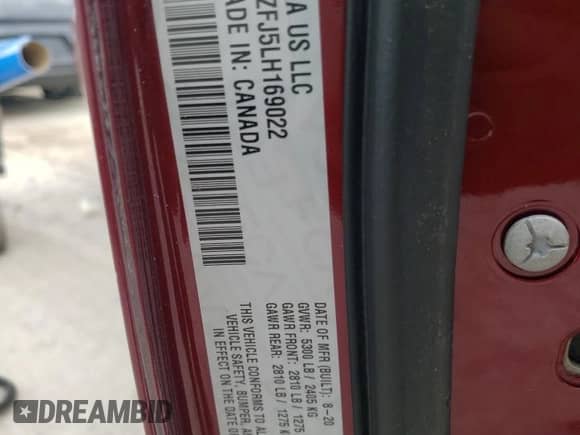 A US LLC
ZFJ5LH169022
MADE IN: CANADA
DATE OF MFR (BUILT): 8-20
GVWR: 5300 LB / 2405 KG
GAWR FRONT: 2810 LB / 1275
GAWR REAR: 2810 LB / 1275 K
THIS VEHICLE CONFORMS TO AL
VEHICLE SAFETY, BUMPER, A
IN EFFECT ON THE DATE O
DREAMBID